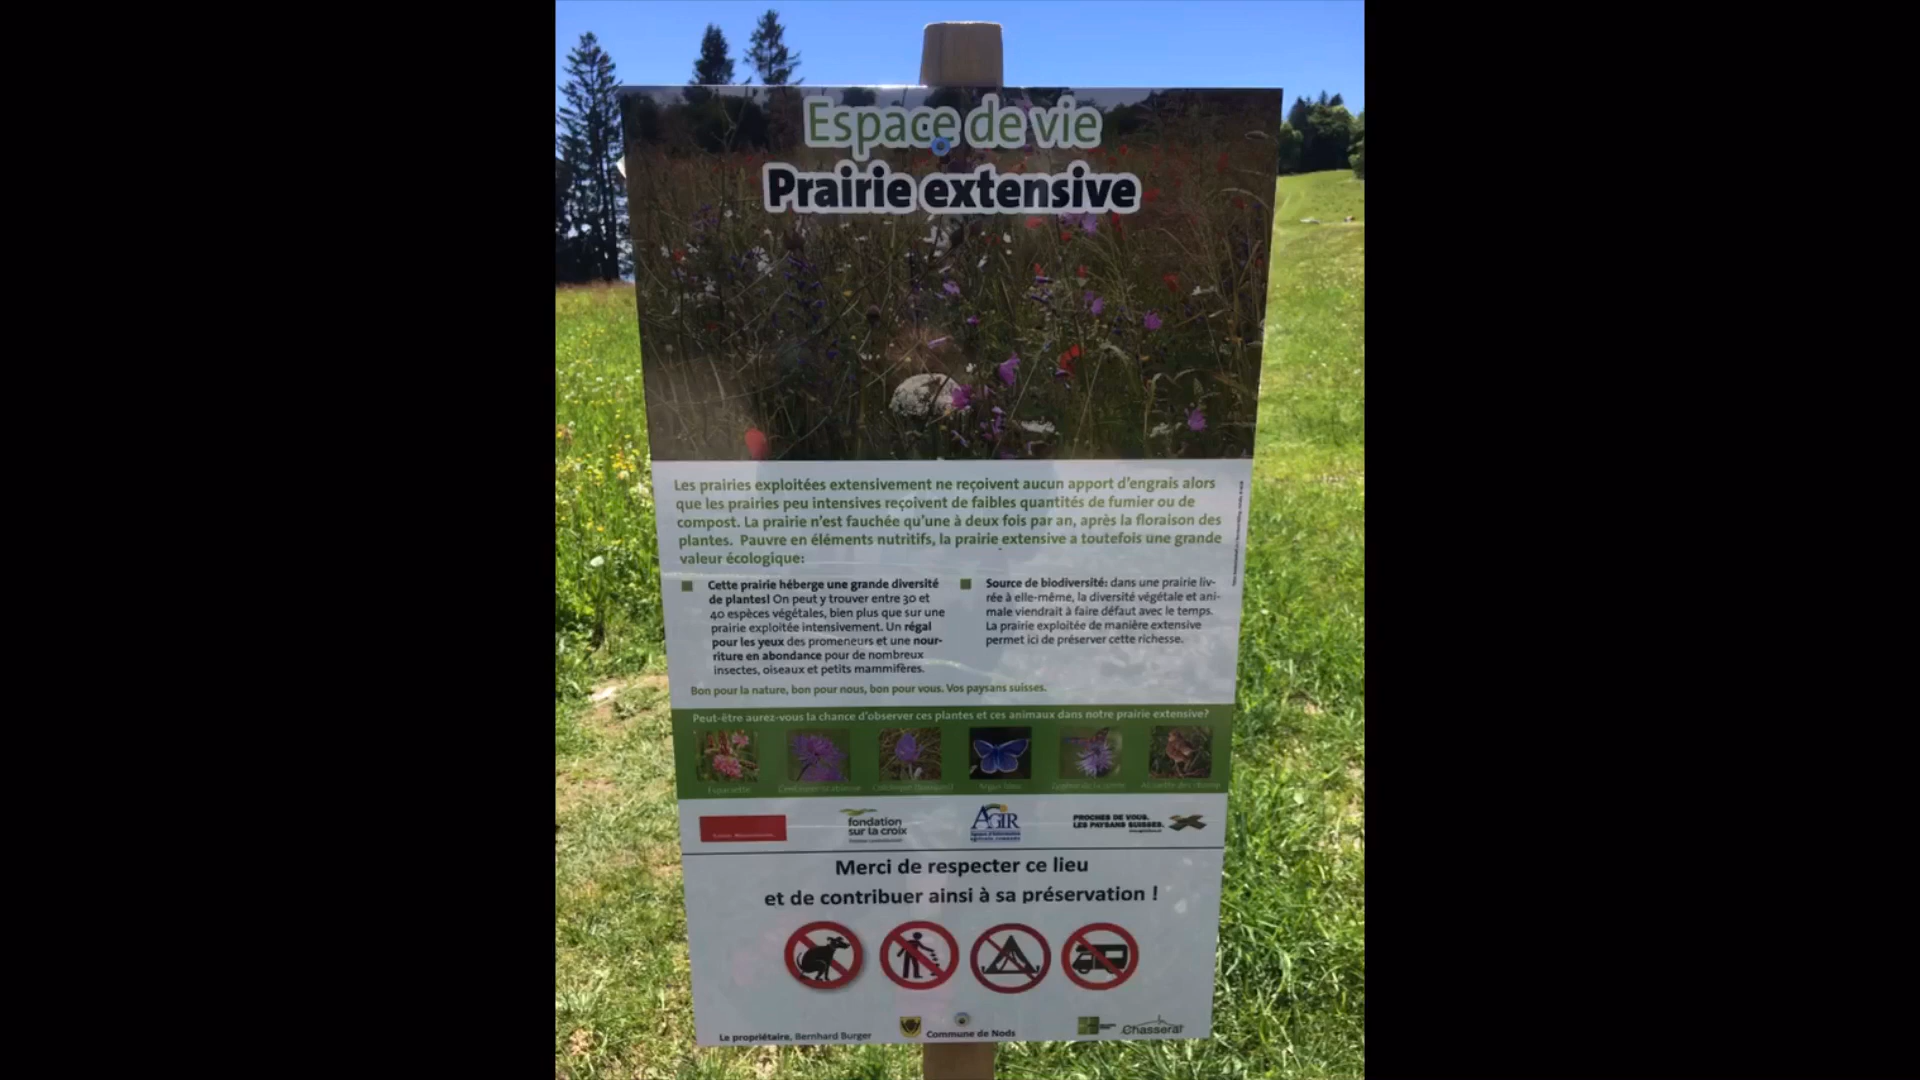 Espace de vie
Prairie extensive
Les prairies exploitées extensivement ne reçoivent aucun apport d'engrais alors
que les prairies peu intensives reçoivent de faibles quantités de fumier ou de
compost. La prairie n'est fauchée qu'une à deux fois par an, après la floraison des
plantes. Pauvre en éléments nutritifs, la prairie extensive a toutefois une grande
valeur écologique:
Cette prairie héberge une grande diversité
de plantes! On peut y trouver entre 30 et
40 espèces végétales, bien plus que sur une
prairie exploitée intensivement. Un régal
pour les yeux des promeneurs et une nour-
riture en abondance pour de nombreux
insectes, oiseaux et petits mammifères.
Source de biodiversité: dans une prairie liv-
rée à elle-même, la diversité végétale et ani-
male viendrait à faire défaut avec le temps.
La prairie exploitée de manière extensive
permet ici de préserver cette richesse.
Bon pour la nature, bon pour nous, bon pour vous. Vos paysans suisses.
Peut-être aurez-vous la chance d'observer ces plantes et ces animaux dans notre prairie extensive?
Esparsette
fondation
sur la croix
AGIR
PROCHES DE VOUS.
LES PAYSANS SUISSES.
Merci de respecter ce lieu
et de contribuer ainsi à sa préservation !
Le propriétaire, Bernhard Burger
Commune de Nods
Chasseral